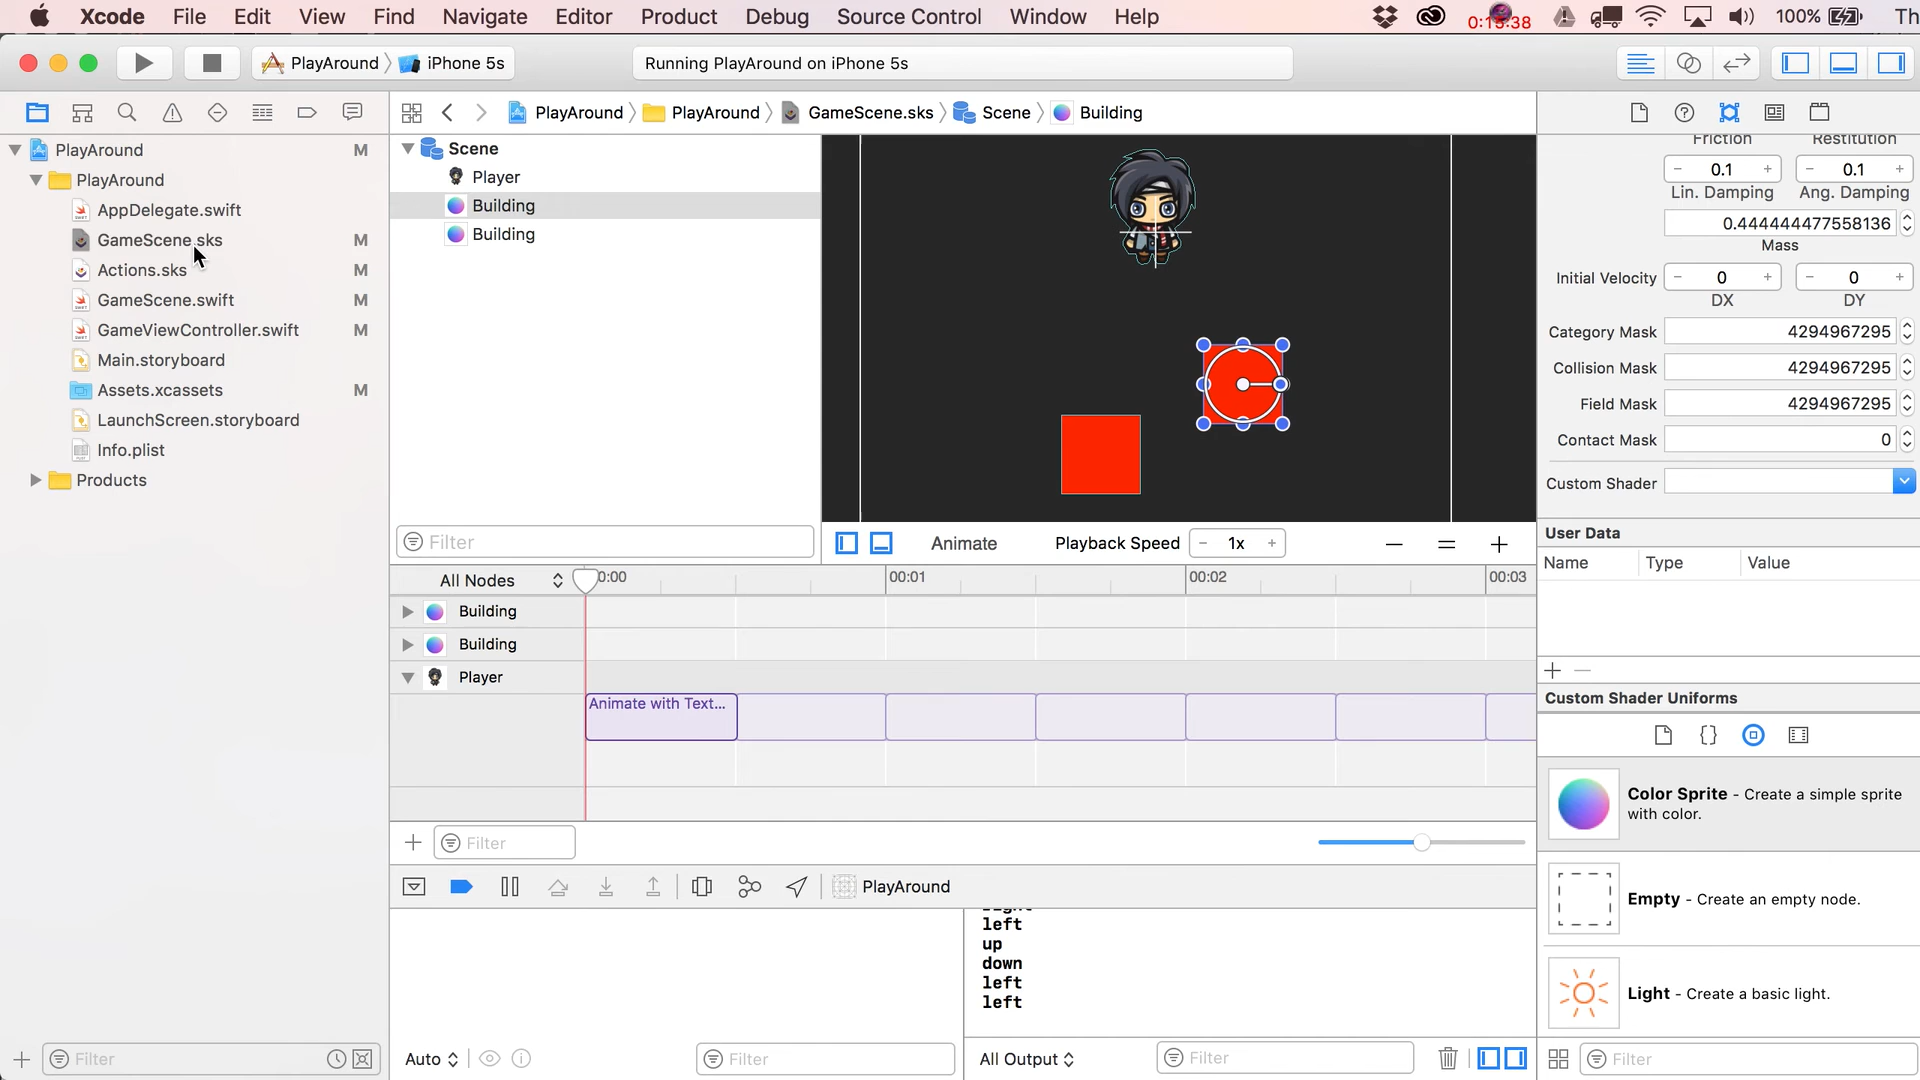 Xcode File Edit View Find Navigate Editor Product Debug Source Control Window Help 0:15:38 100% Th
PlayAround iPhone 5s Running PlayAround on iPhone 5s
PlayAround PlayAround GameScene.sks Scene Building
PlayAround M
PlayAround
AppDelegate.swift
GameScene.sks M
Actions.sks M
GameScene.swift M
GameViewController.swift M
Main.storyboard
Assets.xcassets M
LaunchScreen.storyboard
Info.plist
Products
Filter
Scene
Player
Building
Building
Filter
Animate Playback Speed - 1x +
All Nodes 0:00 00:01 00:02 00:03
Building
Building
Player
Animate with Text...
Filter
PlayAround
left
up
down
left
left
Auto Filter All Output Filter
Friction Restitution
- 0.1 + - 0.1 +
Lin. Damping Ang. Damping
0.444444477558136
Mass
Initial Velocity - 0 + - 0 +
DX DY
Category Mask 4294967295
Collision Mask 4294967295
Field Mask 4294967295
Contact Mask 0
Custom Shader
User Data
Name Type Value
Custom Shader Uniforms
Color Sprite - Create a simple sprite
with color.
Empty - Create an empty node.
Light - Create a basic light.
Filter